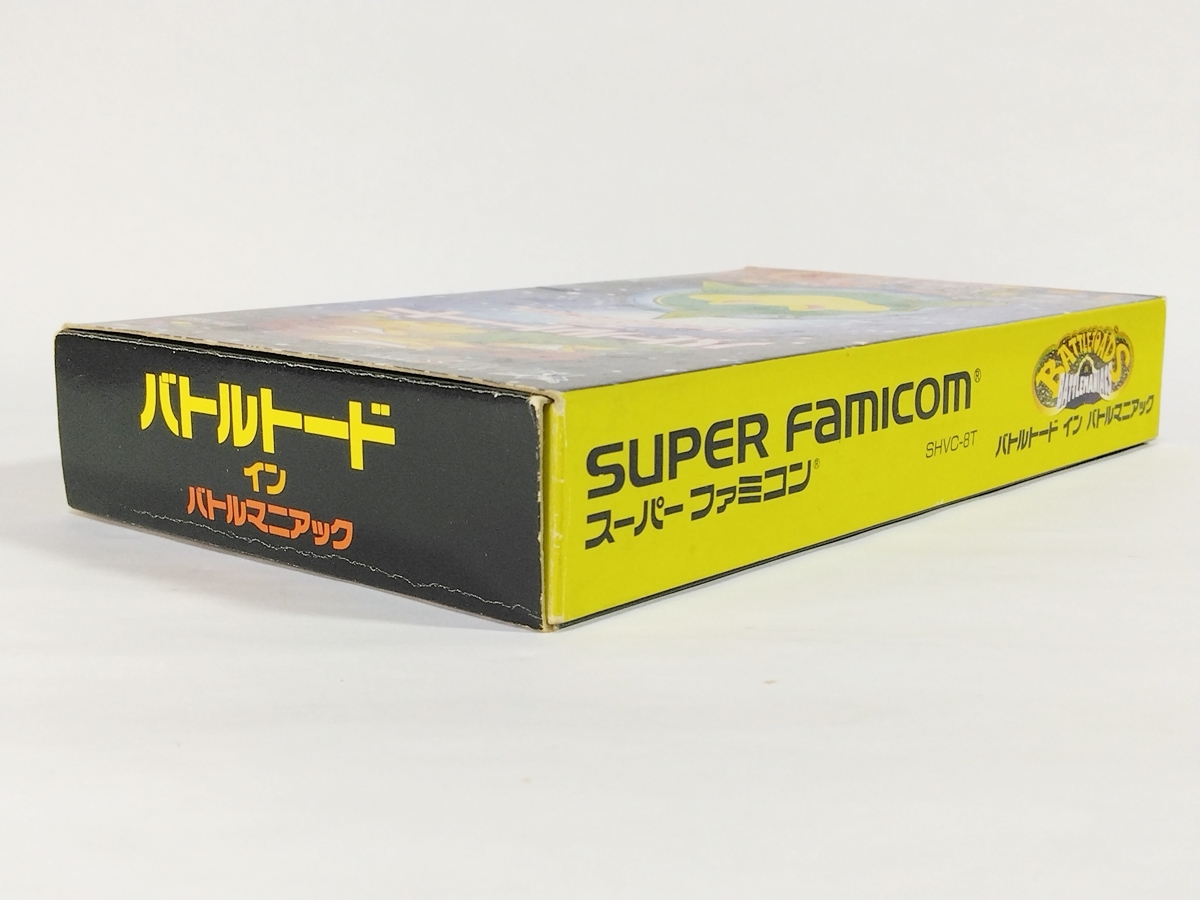 バトルトード
イン
バトルマニアック
SUPER FAMICOM®
スーパーファミコン®
SHVC-8T
BATTLETOADS
BATTLEMANIACS
バトルトード イン バトルマニアック